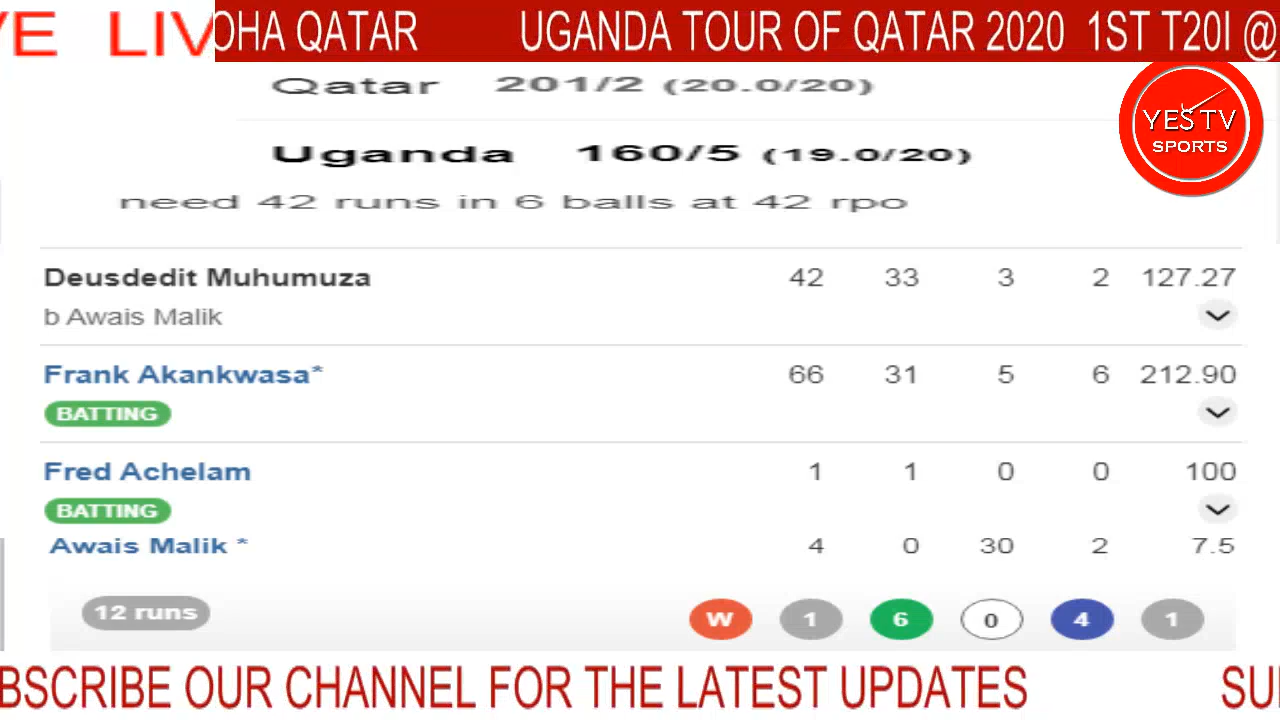 VE LIV OHA QATAR UGANDA TOUR OF QATAR 2020 1ST T20I @
Qatar 201/2 (20.0/20)
YES TV
SPORTS
Uganda 160/5 (19.0/20)
need 42 runs in 6 balls at 42 rpo
Deusdedit Muhumuza 42 33 3 2 127.27
b Awais Malik
Frank Akankwasa* 66 31 5 6 212.90
BATTING
Fred Achelam 1 1 0 0 100
BATTING
Awais Malik * 4 0 30 2 7.5
12 runs W 1 6 0 4 1
BSCRIBE OUR CHANNEL FOR THE LATEST UPDATES SU